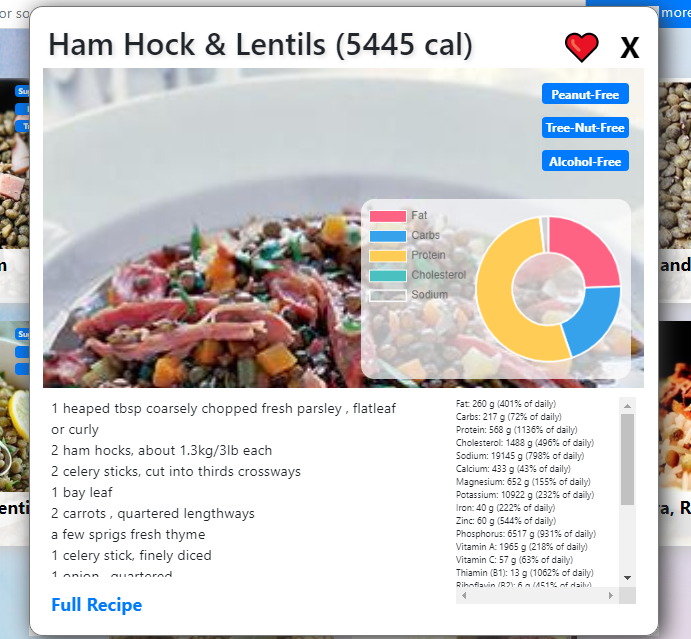 or so
more
Ham Hock & Lentils (5445 cal)
X
Peanut-Free
Tree-Nut-Free
Alcohol-Free
Fat
Carbs
Protein
Cholesterol
Sodium
and
1 heaped tbsp coarsely chopped fresh parsley , flatleaf
or curly
2 ham hocks, about 1.3kg/3lb each
2 celery sticks, cut into thirds crossways
1 bay leaf
2 carrots , quartered lengthways
a few sprigs fresh thyme
1 celery stick, finely diced
1 onion , quartered
Full Recipe
Fat: 260 g (401% of daily)
Carbs: 217 g (72% of daily)
Protein: 568 g (1136% of daily)
Cholesterol: 1488 g (496% of daily)
Sodium: 19145 g (798% of daily)
Calcium: 433 g (43% of daily)
Magnesium: 652 g (155% of daily)
Potassium: 10922 g (232% of daily)
Iron: 40 g (222% of daily)
Zinc: 60 g (544% of daily)
Phosphorus: 6517 g (931% of daily)
Vitamin A: 1965 g (218% of daily)
Vitamin C: 57 g (63% of daily)
Thiamin (B1): 13 g (1062% of daily)
Riboflavin (B2): 6 g (451% of daily)
enti
a, R